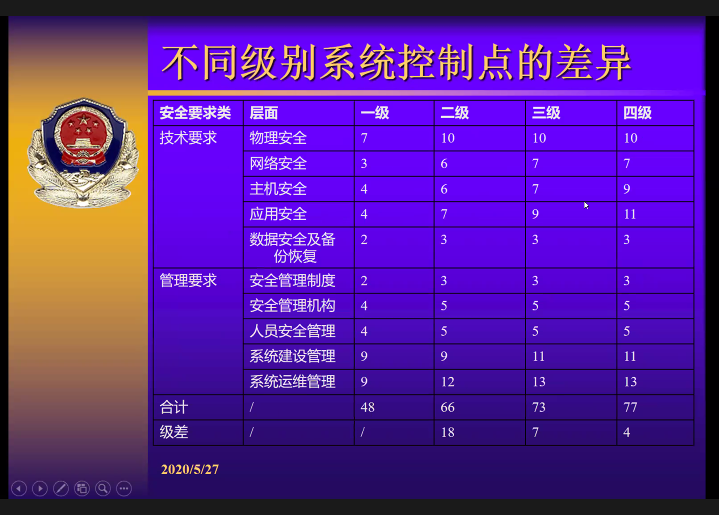 不同级别系统控制点的差异
安全要求类 层面 一级 二级 三级 四级
技术要求 物理安全 7 10 10 10
网络安全 3 6 7 7
主机安全 4 6 7 9
应用安全 4 7 9 11
数据安全及备
份恢复 2 3 3 3
管理要求 安全管理制度 2 3 3 3
安全管理机构 4 5 5 5
人员安全管理 4 5 5 5
系统建设管理 9 9 11 11
系统运维管理 9 12 13 13
合计 / 48 66 73 77
级差 / / 18 7 4
2020/5/27